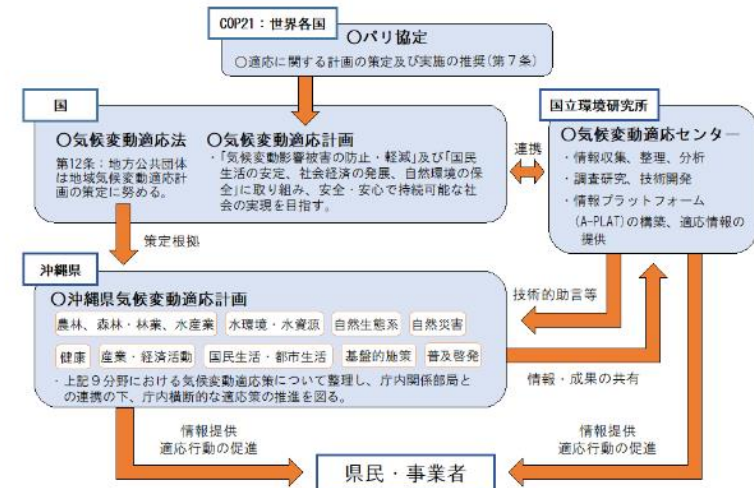 COP21：世界各国
〇パリ協定
〇適応に関する計画の策定及び実施の推奨(第７条)
国
〇気候変動適応法
第12条：地方公共団体
は地域気候変動適応計
画の策定に努める。
〇気候変動適応計画
・「気候変動影響被害の防止・軽減」及び「国民
生活の安定、社会経済の発展、自然環境の保
全」に取り組み、安全・安心で持続可能な社
会の実現を目指す。
連携
国立環境研究所
〇気候変動適応センター
・情報収集、整理、分析
・調査研究、技術開発
・情報プラットフォーム
(A-PLAT)の構築、適応情報の
提供
策定根拠
沖縄県
〇沖縄県気候変動適応計画
農林、森林・林業、水産業 水環境・水資源 自然生態系 自然災害
健康 産業・経済活動 国民生活・都市生活 基盤的施策 普及啓発
・上記９分野における気候変動適応策について整理し、庁内関係部局と
の連携の下、庁内横断的な適応策の推進を図る。
技術的助言等
情報・成果の共有
情報提供
適応行動の促進
情報提供
適応行動の促進
県民・事業者